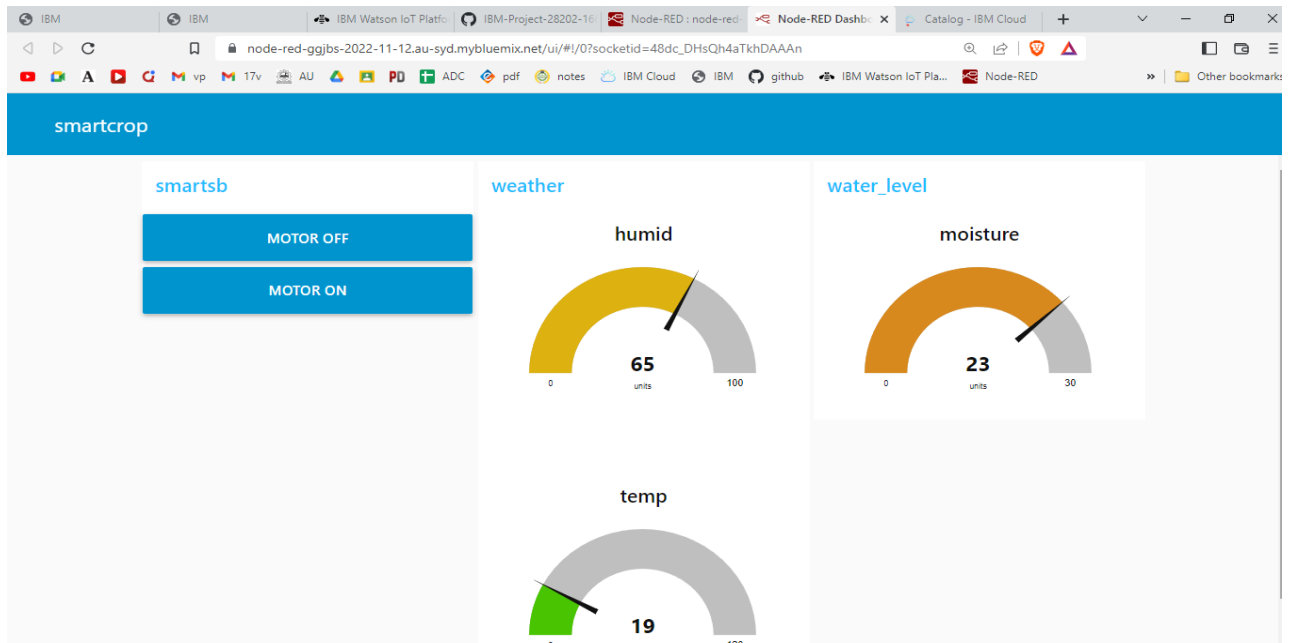 IBM
IBM
IBM Watson IoT Platfo
IBM-Project-28202-16
Node-RED : node-red-
Node-RED Dashbo
Catalog - IBM Cloud
node-red-ggjbs-2022-11-12.au-syd.mybluemix.net/ui/#!/0?socketid=48dc_DHsQh4aTkhDAAAn
vp
17v
AU
PD
ADC
pdf
notes
IBM Cloud
IBM
github
IBM Watson IoT Pla...
Node-RED
»
Other bookmarks
smartcrop
smartsb
MOTOR OFF
MOTOR ON
weather
humid
65
units
0
100
temp
19
water_level
moisture
23
units
0
30